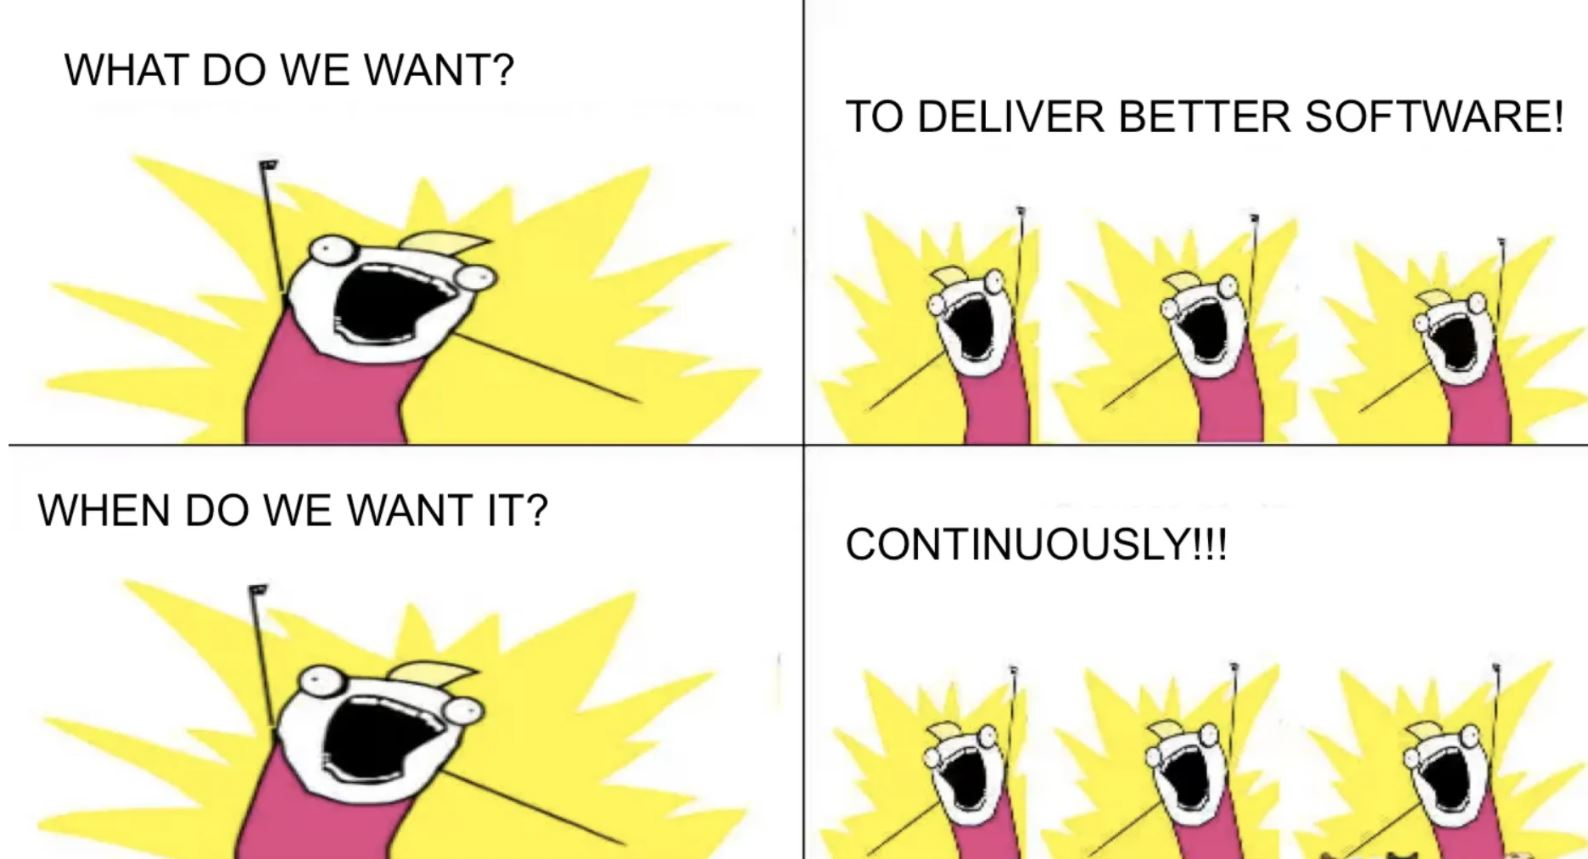 WHAT DO WE WANT?
TO DELIVER BETTER SOFTWARE!
WHEN DO WE WANT IT?
CONTINUOUSLY!!!